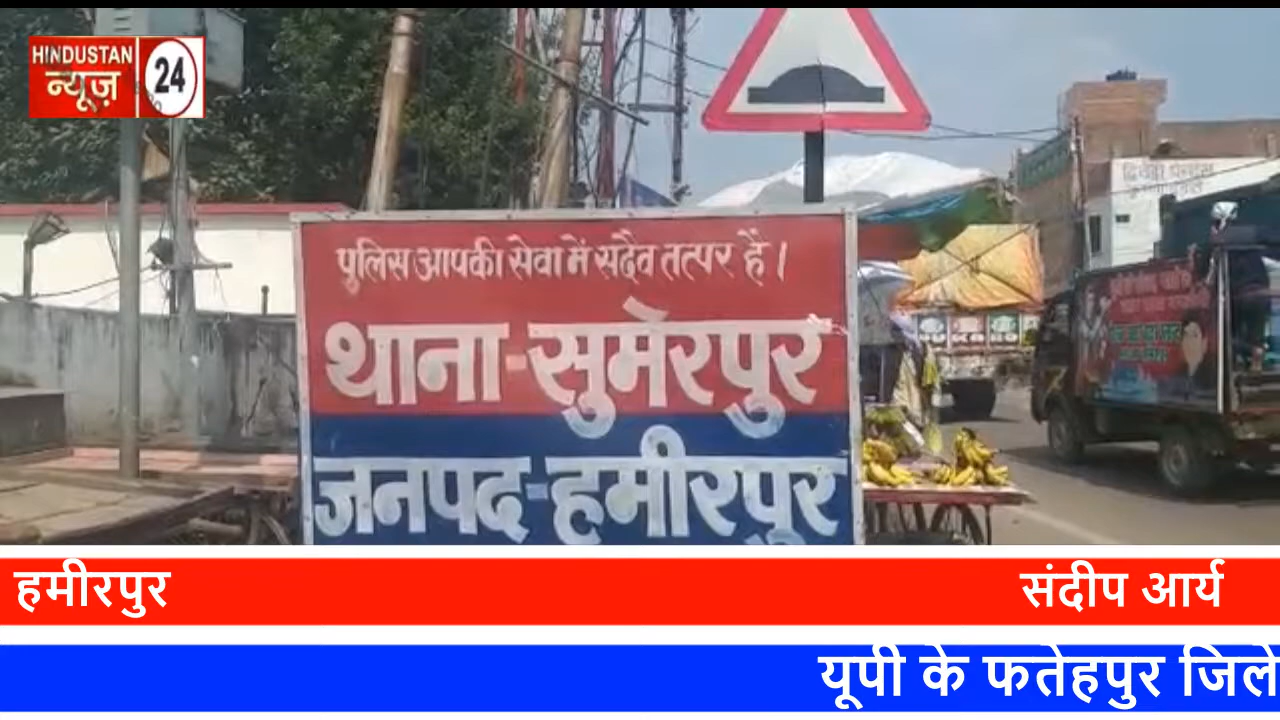 HINDUSTAN
न्यूज़
24
पुलिस आपकी सेवा में सदैव तत्पर हैं।
थाना-सुमेरपुर
जनपद-हमीरपुर
हमीरपुर
संदीप आर्य
यूपी के फतेहपुर जिले